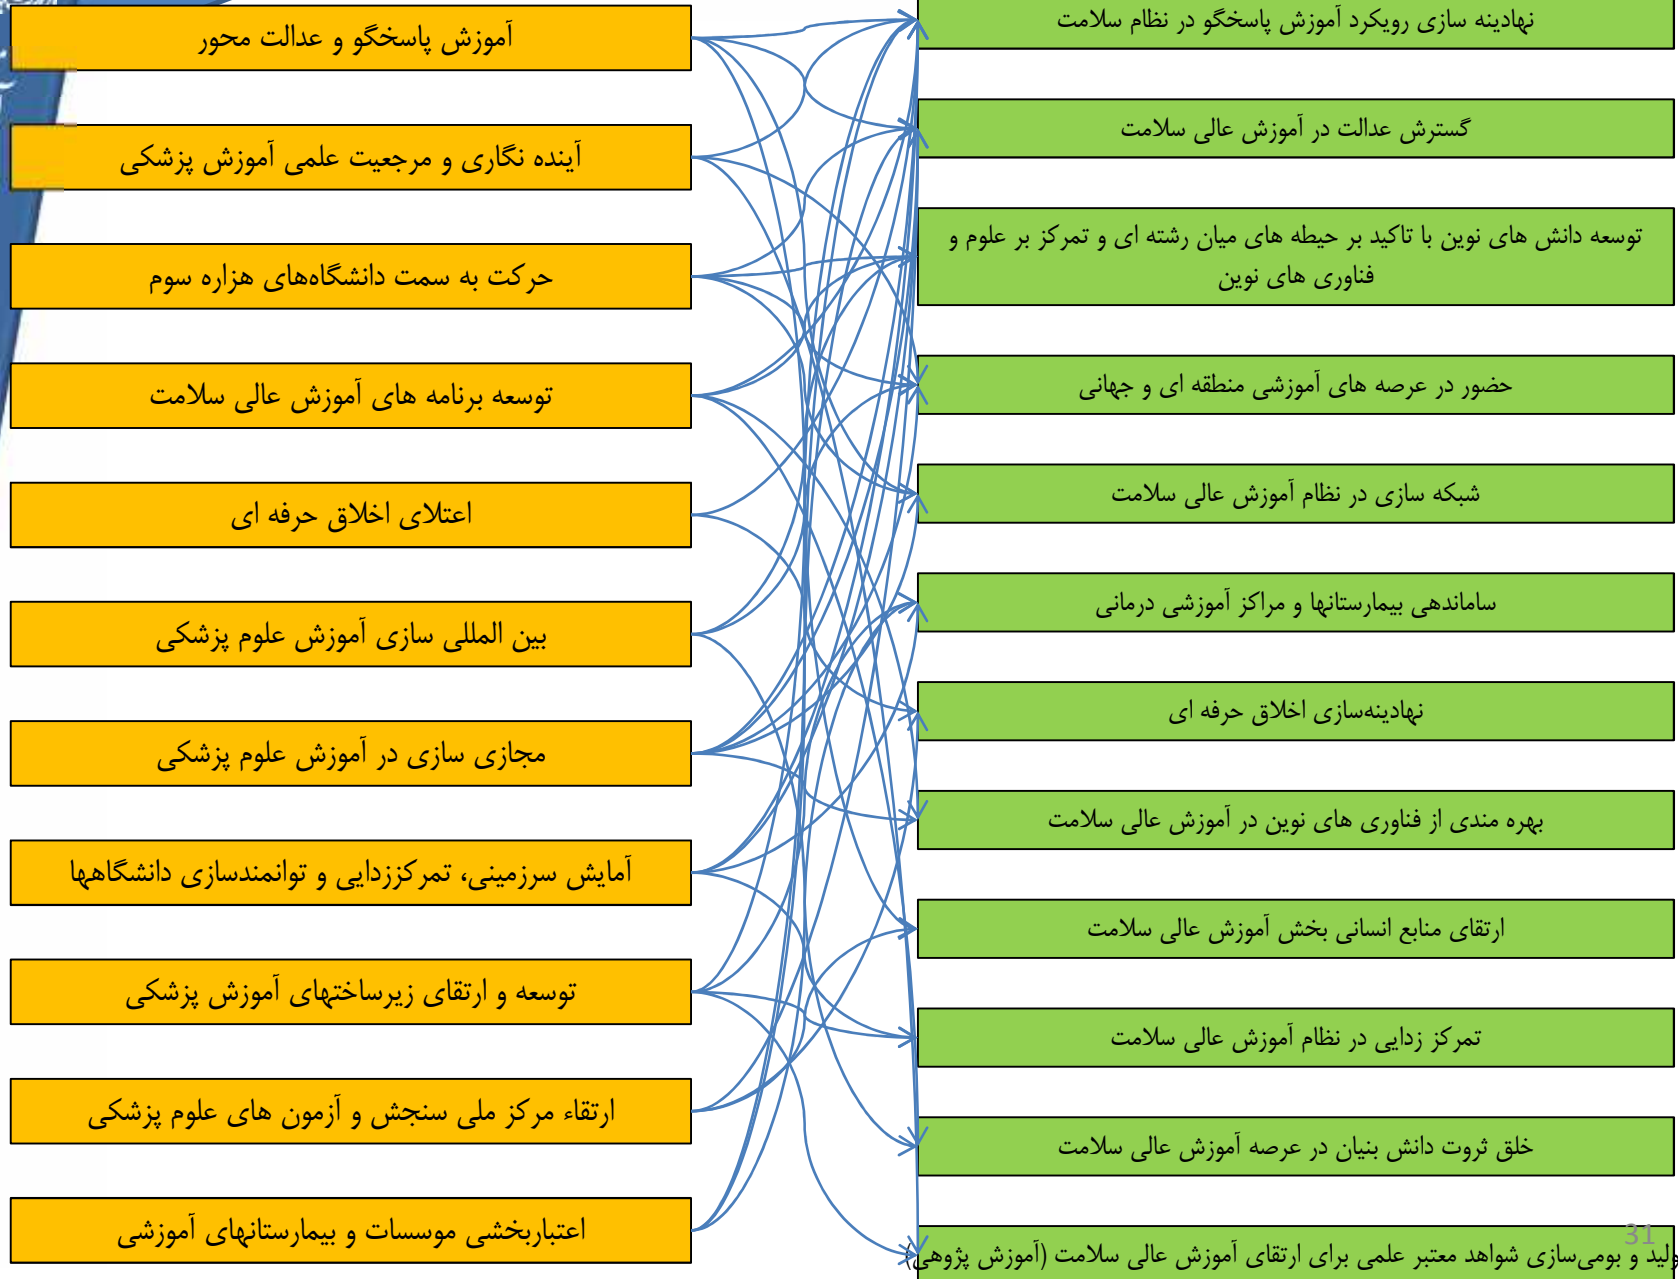 آموزش پاسخگو و عدالت محور
آینده نگاری و مرجعیت علمی آموزش پزشکی
حرکت به سمت دانشگاه‌های هزاره سوم
توسعه برنامه های آموزش عالی سلامت
اعتلای اخلاق حرفه ای
بین المللی سازی آموزش علوم پزشکی
مجازی سازی در آموزش علوم پزشکی
آمایش سرزمینی، تمرکززدایی و توانمندسازی دانشگاهها
توسعه و ارتقای زیرساختهای آموزش پزشکی
ارتقاء مرکز ملی سنجش و آزمون های علوم پزشکی
اعتباربخشی موسسات و بیمارستانهای آموزشی
نهادینه سازی رویکرد آموزش پاسخگو در نظام سلامت
گسترش عدالت در آموزش عالی سلامت
توسعه دانش های نوین با تاکید بر حیطه های میان رشته ای و تمرکز بر علوم و
فناوری های نوین
حضور در عرصه های آموزشی منطقه ای و جهانی
شبکه سازی در نظام آموزش عالی سلامت
ساماندهی بیمارستانها و مراکز آموزشی درمانی
نهادینه‌سازی اخلاق حرفه ای
بهره مندی از فناوری های نوین در آموزش عالی سلامت
ارتقای منابع انسانی بخش آموزش عالی سلامت
تمرکز زدایی در نظام آموزش عالی سلامت
خلق ثروت دانش بنیان در عرصه آموزش عالی سلامت
و بومی‌سازی شواهد معتبر علمی برای ارتقای آموزش عالی سلامت (آموزش پژوهی)
31